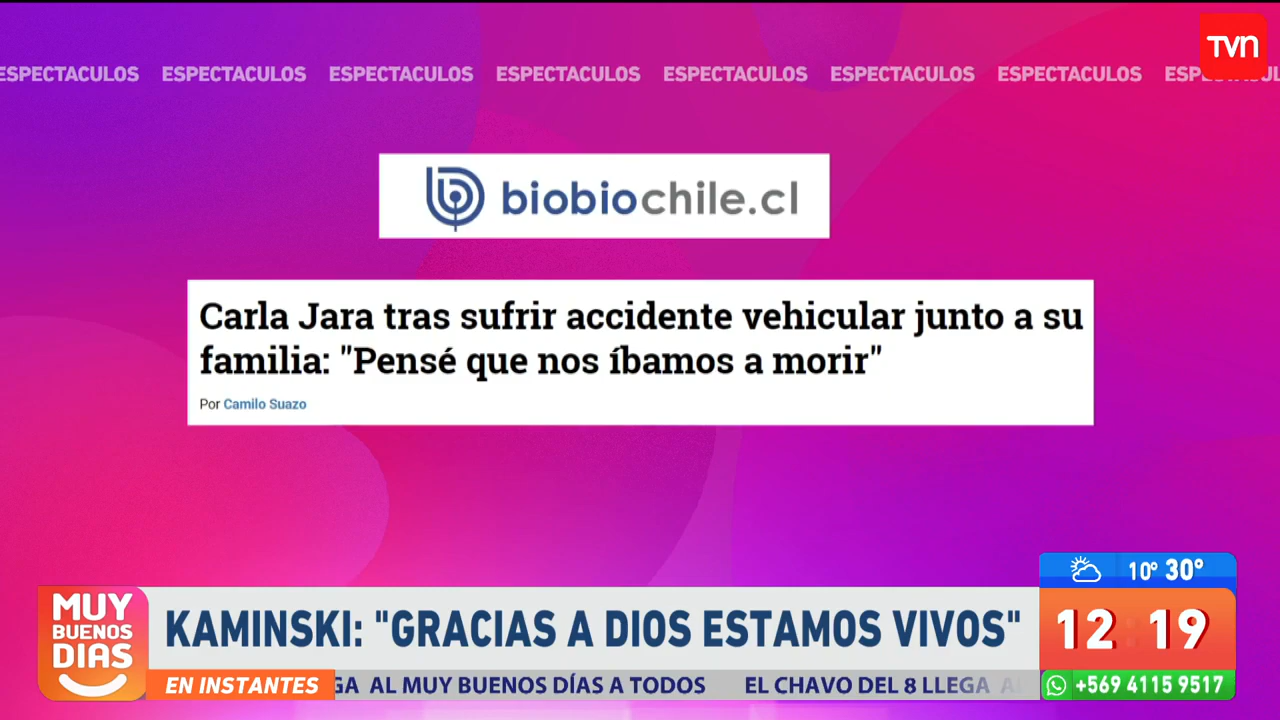 ESPECTACULOS ESPECTACULOS ESPECTACULOS ESPECTACULOS ESPECTACULOS ESPECTACULOS ESPECTACULOS
TVN
biobiochile.cl
Carla Jara tras sufrir accidente vehicular junto a su
familia: "Pensé que nos íbamos a morir"
Por Camilo Suazo
10° 30°
MUY
BUENOS
DIAS
KAMINSKI: "GRACIAS A DIOS ESTAMOS VIVOS"
12:19
EN INSTANTES
GA AL MUY BUENOS DÍAS A TODOS EL CHAVO DEL 8 LLEGA A
+569 4115 9517